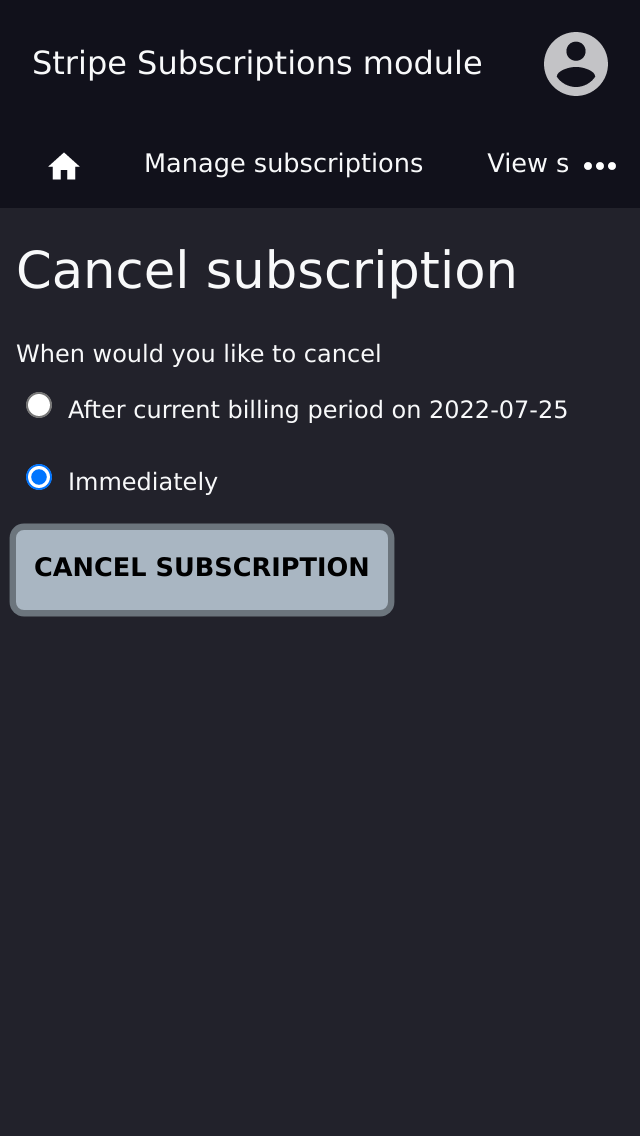 Stripe Subscriptions module
Manage subscriptions
View s
Cancel subscription
When would you like to cancel
After current billing period on 2022-07-25
Immediately
CANCEL SUBSCRIPTION